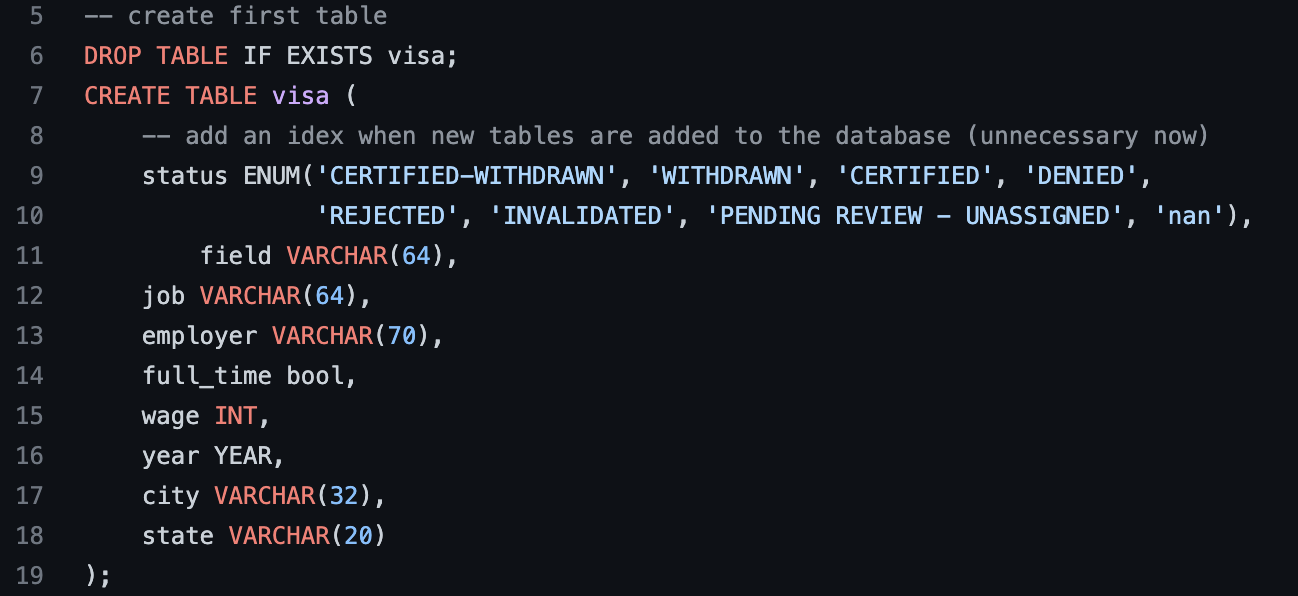 5 -- create first table
6 DROP TABLE IF EXISTS visa;
7 CREATE TABLE visa (
8 -- add an idex when new tables are added to the database (unnecessary now)
9 status ENUM('CERTIFIED-WITHDRAWN', 'WITHDRAWN', 'CERTIFIED', 'DENIED',
10 'REJECTED', 'INVALIDATED', 'PENDING REVIEW - UNASSIGNED', 'nan'),
11 field VARCHAR(64),
12 job VARCHAR(64),
13 employer VARCHAR(70),
14 full_time bool,
15 wage INT,
16 year YEAR,
17 city VARCHAR(32),
18 state VARCHAR(20)
19 );